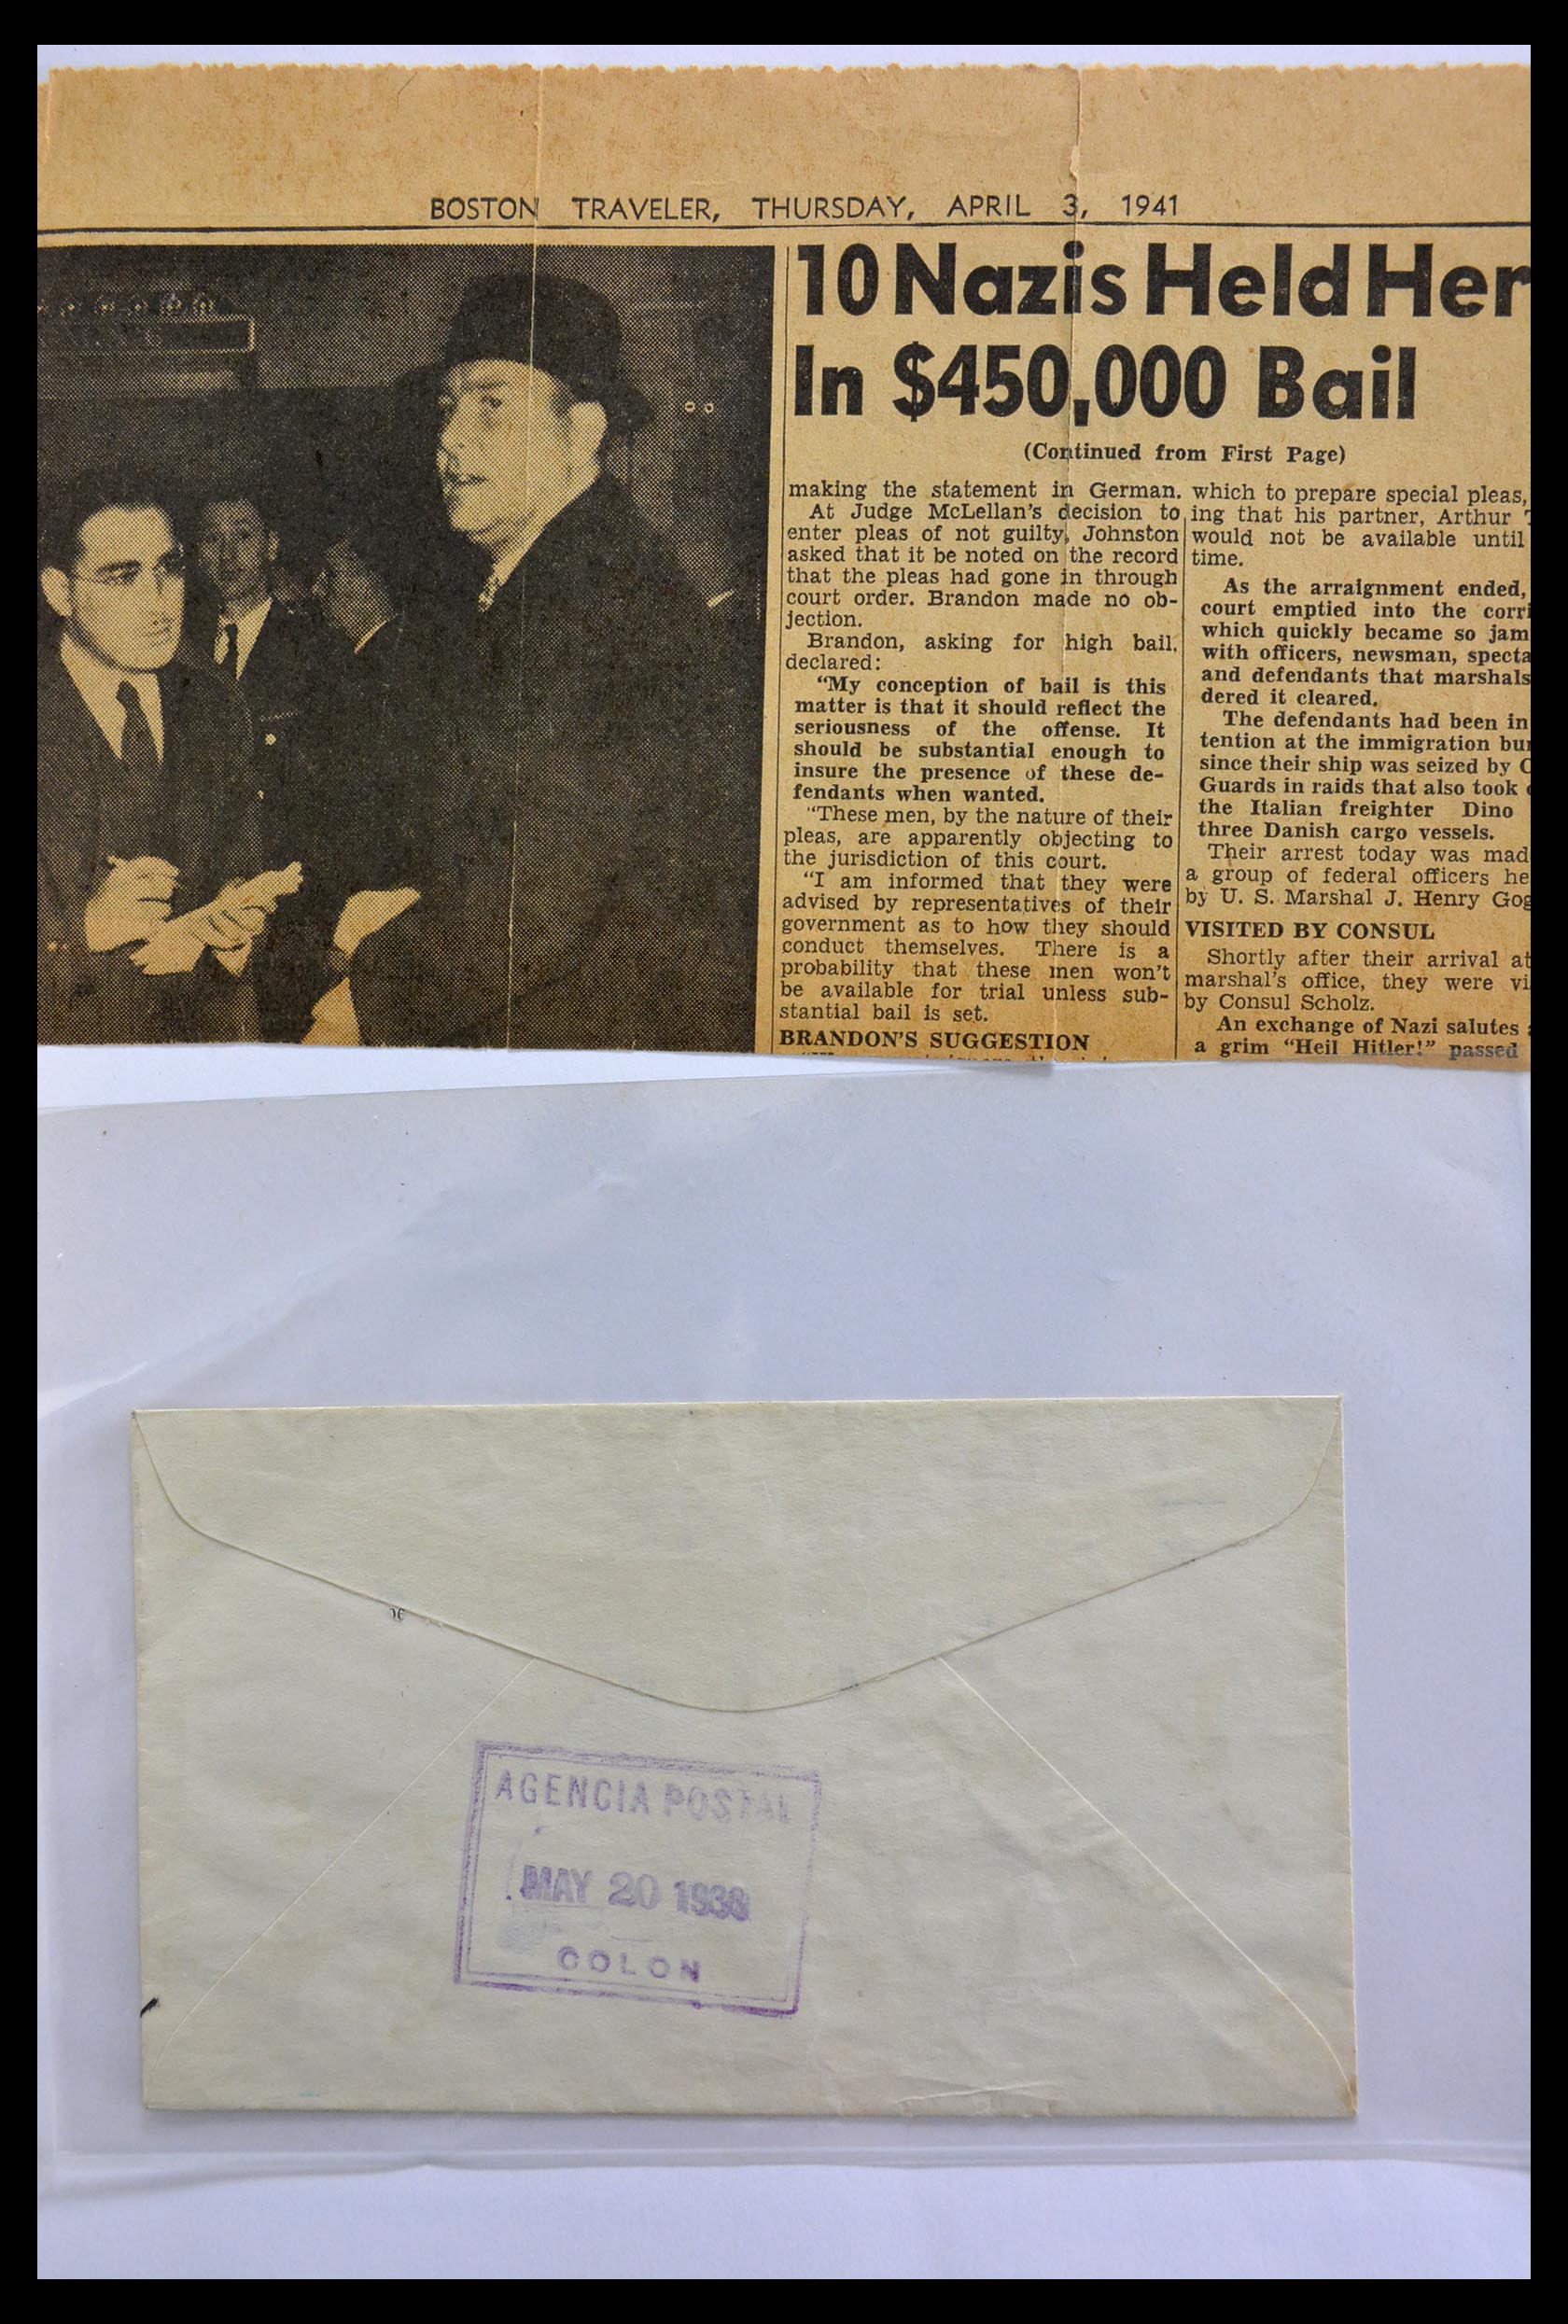 BOSTON TRAVELER, THURSDAY, APRIL 3, 1941
10 Nazis Held Her
In $450,000 Bail
(Continued from First Page)
making the statement in German.
At Judge McLellan's decision to
enter pleas of not guilty, Johnston
asked that it be noted on the record
that the pleas had gone in through
court order. Brandon made no ob-
jection.
Brandon, asking for high bail,
declared:
"My conception of bail is this
matter is that it should reflect the
seriousness of the offense. It
should be substantial enough to
insure the presence of these de-
fendants when wanted.
"These men, by the nature of their
pleas, are apparently objecting to
the jurisdiction of this court.
"I am informed that they were
advised by representatives of their
government as to how they should
conduct themselves. There is a
probability that these men won't
be available for trial unless sub-
stantial bail is set.
BRANDON'S SUGGESTION
which to prepare special pleas,
ing that his partner, Arthur
would not be available until
time.
As the arraignment ended,
court emptied into the corri
which quickly became so jam
with officers, newsman, specta
and defendants that marshals
dered it cleared.
The defendants had been in
tention at the immigration bu
since their ship was seized by C
Guards in raids that also took
the Italian freighter Dino
three Danish cargo vessels.
Their arrest today was mad
a group of federal officers he
by U. S. Marshal J. Henry Gog
VISITED BY CONSUL
Shortly after their arrival at
marshal's office, they were vi
by Consul Scholz.
An exchange of Nazi salutes
a grim "Heil Hitler!" passed
AGENCIA POSTAL
MAY 20 1938
COLON